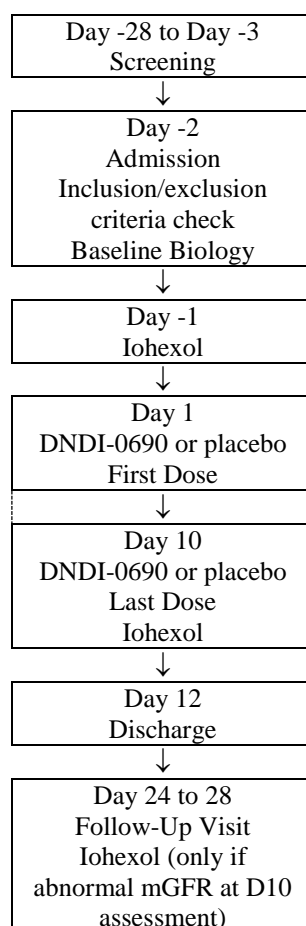 Day -28 to Day -3
Screening
↓
Day -2
Admission
Inclusion/exclusion
criteria check
Baseline Biology
↓
Day -1
Iohexol
↓
Day 1
DNDI-0690 or placebo
First Dose
↓
Day 10
DNDI-0690 or placebo
Last Dose
Iohexol
↓
Day 12
Discharge
↓
Day 24 to 28
Follow-Up Visit
Iohexol (only if
abnormal mGFR at D10
assessment)